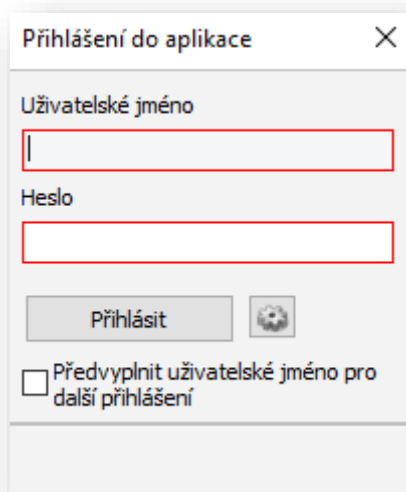 Přihlášení do aplikace
Uživatelské jméno
Heslo
Přihlásit
Předvyplnit uživatelské jméno pro
další přihlášení